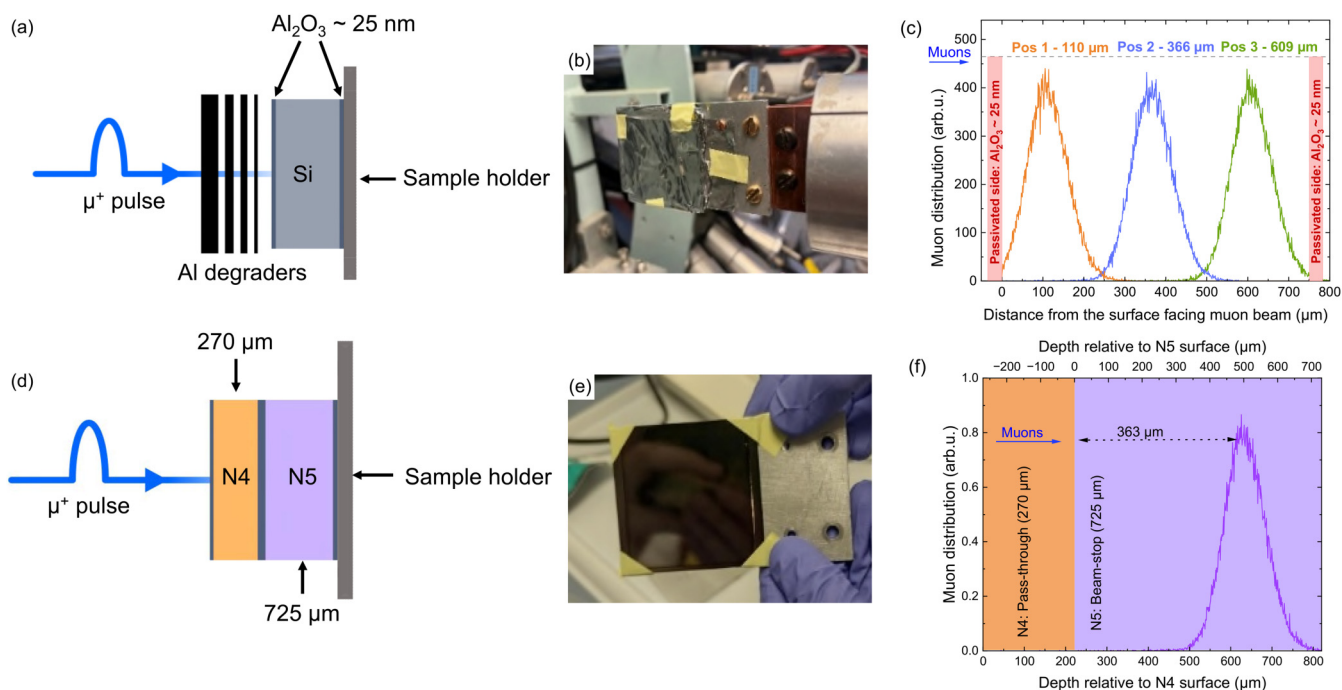 (a)
Al₂O₃ ~ 25 nm
Si
Sample holder
μ⁺ pulse
Al degraders
(b)
(c)
Muons
Pos 1 - 110 μm
Pos 2 - 366 μm
Pos 3 - 609 μm
Passivated side: Al₂O₃ ~ 25 nm
Passivated side: Al₂O₃ ~ 25 nm
Muon distribution (arb.u.)
500
400
300
200
100
0
0 100 200 300 400 500 600 700 800
Distance from the surface facing muon beam (μm)
(d)
270 μm
N4
N5
Sample holder
μ⁺ pulse
725 μm
(e)
(f)
Depth relative to N5 surface (μm)
-200 -100 0 100 200 300 400 500 600 700
Muons
363 μm
N4: Pass-through (270 μm)
N5: Beam-stop (725 μm)
Muon distribution (arb.u.)
1.0
0.8
0.6
0.4
0.2
0.0
0 100 200 300 400 500 600 700 800
Depth relative to N4 surface (μm)